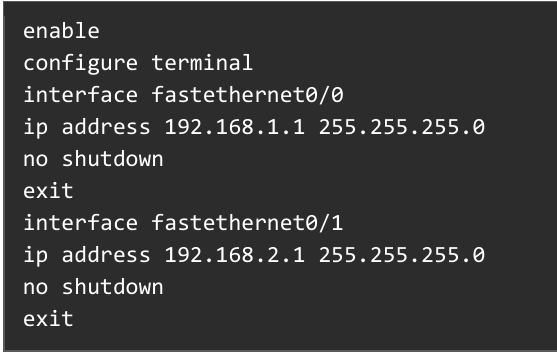 enable
configure terminal
interface fastethernet0/0
ip address 192.168.1.1 255.255.255.0
no shutdown
exit
interface fastethernet0/1
ip address 192.168.2.1 255.255.255.0
no shutdown
exit